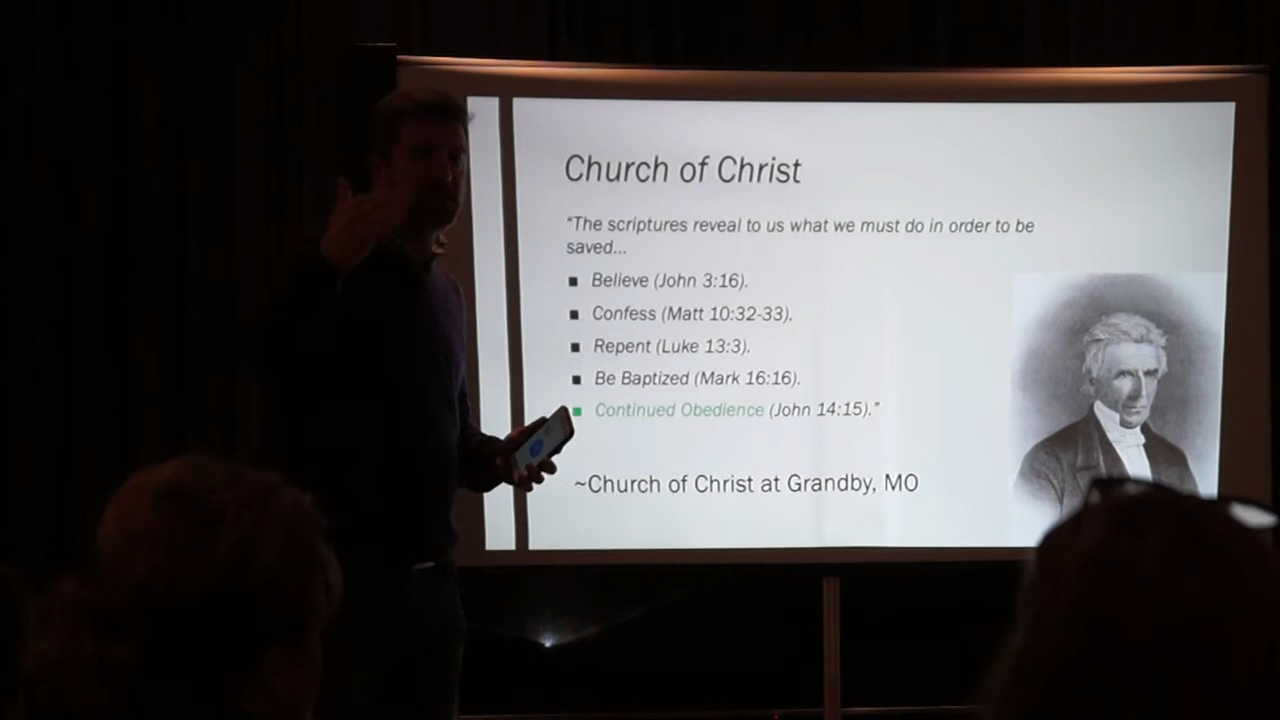 Church of Christ
“The scriptures reveal to us what we must do in order to be
saved...
■ Believe (John 3:16).
■ Confess (Matt 10:32-33).
■ Repent (Luke 13:3).
■ Be Baptized (Mark 16:16).
■ Continued Obedience (John 14:15).”
~Church of Christ at Grandby, MO